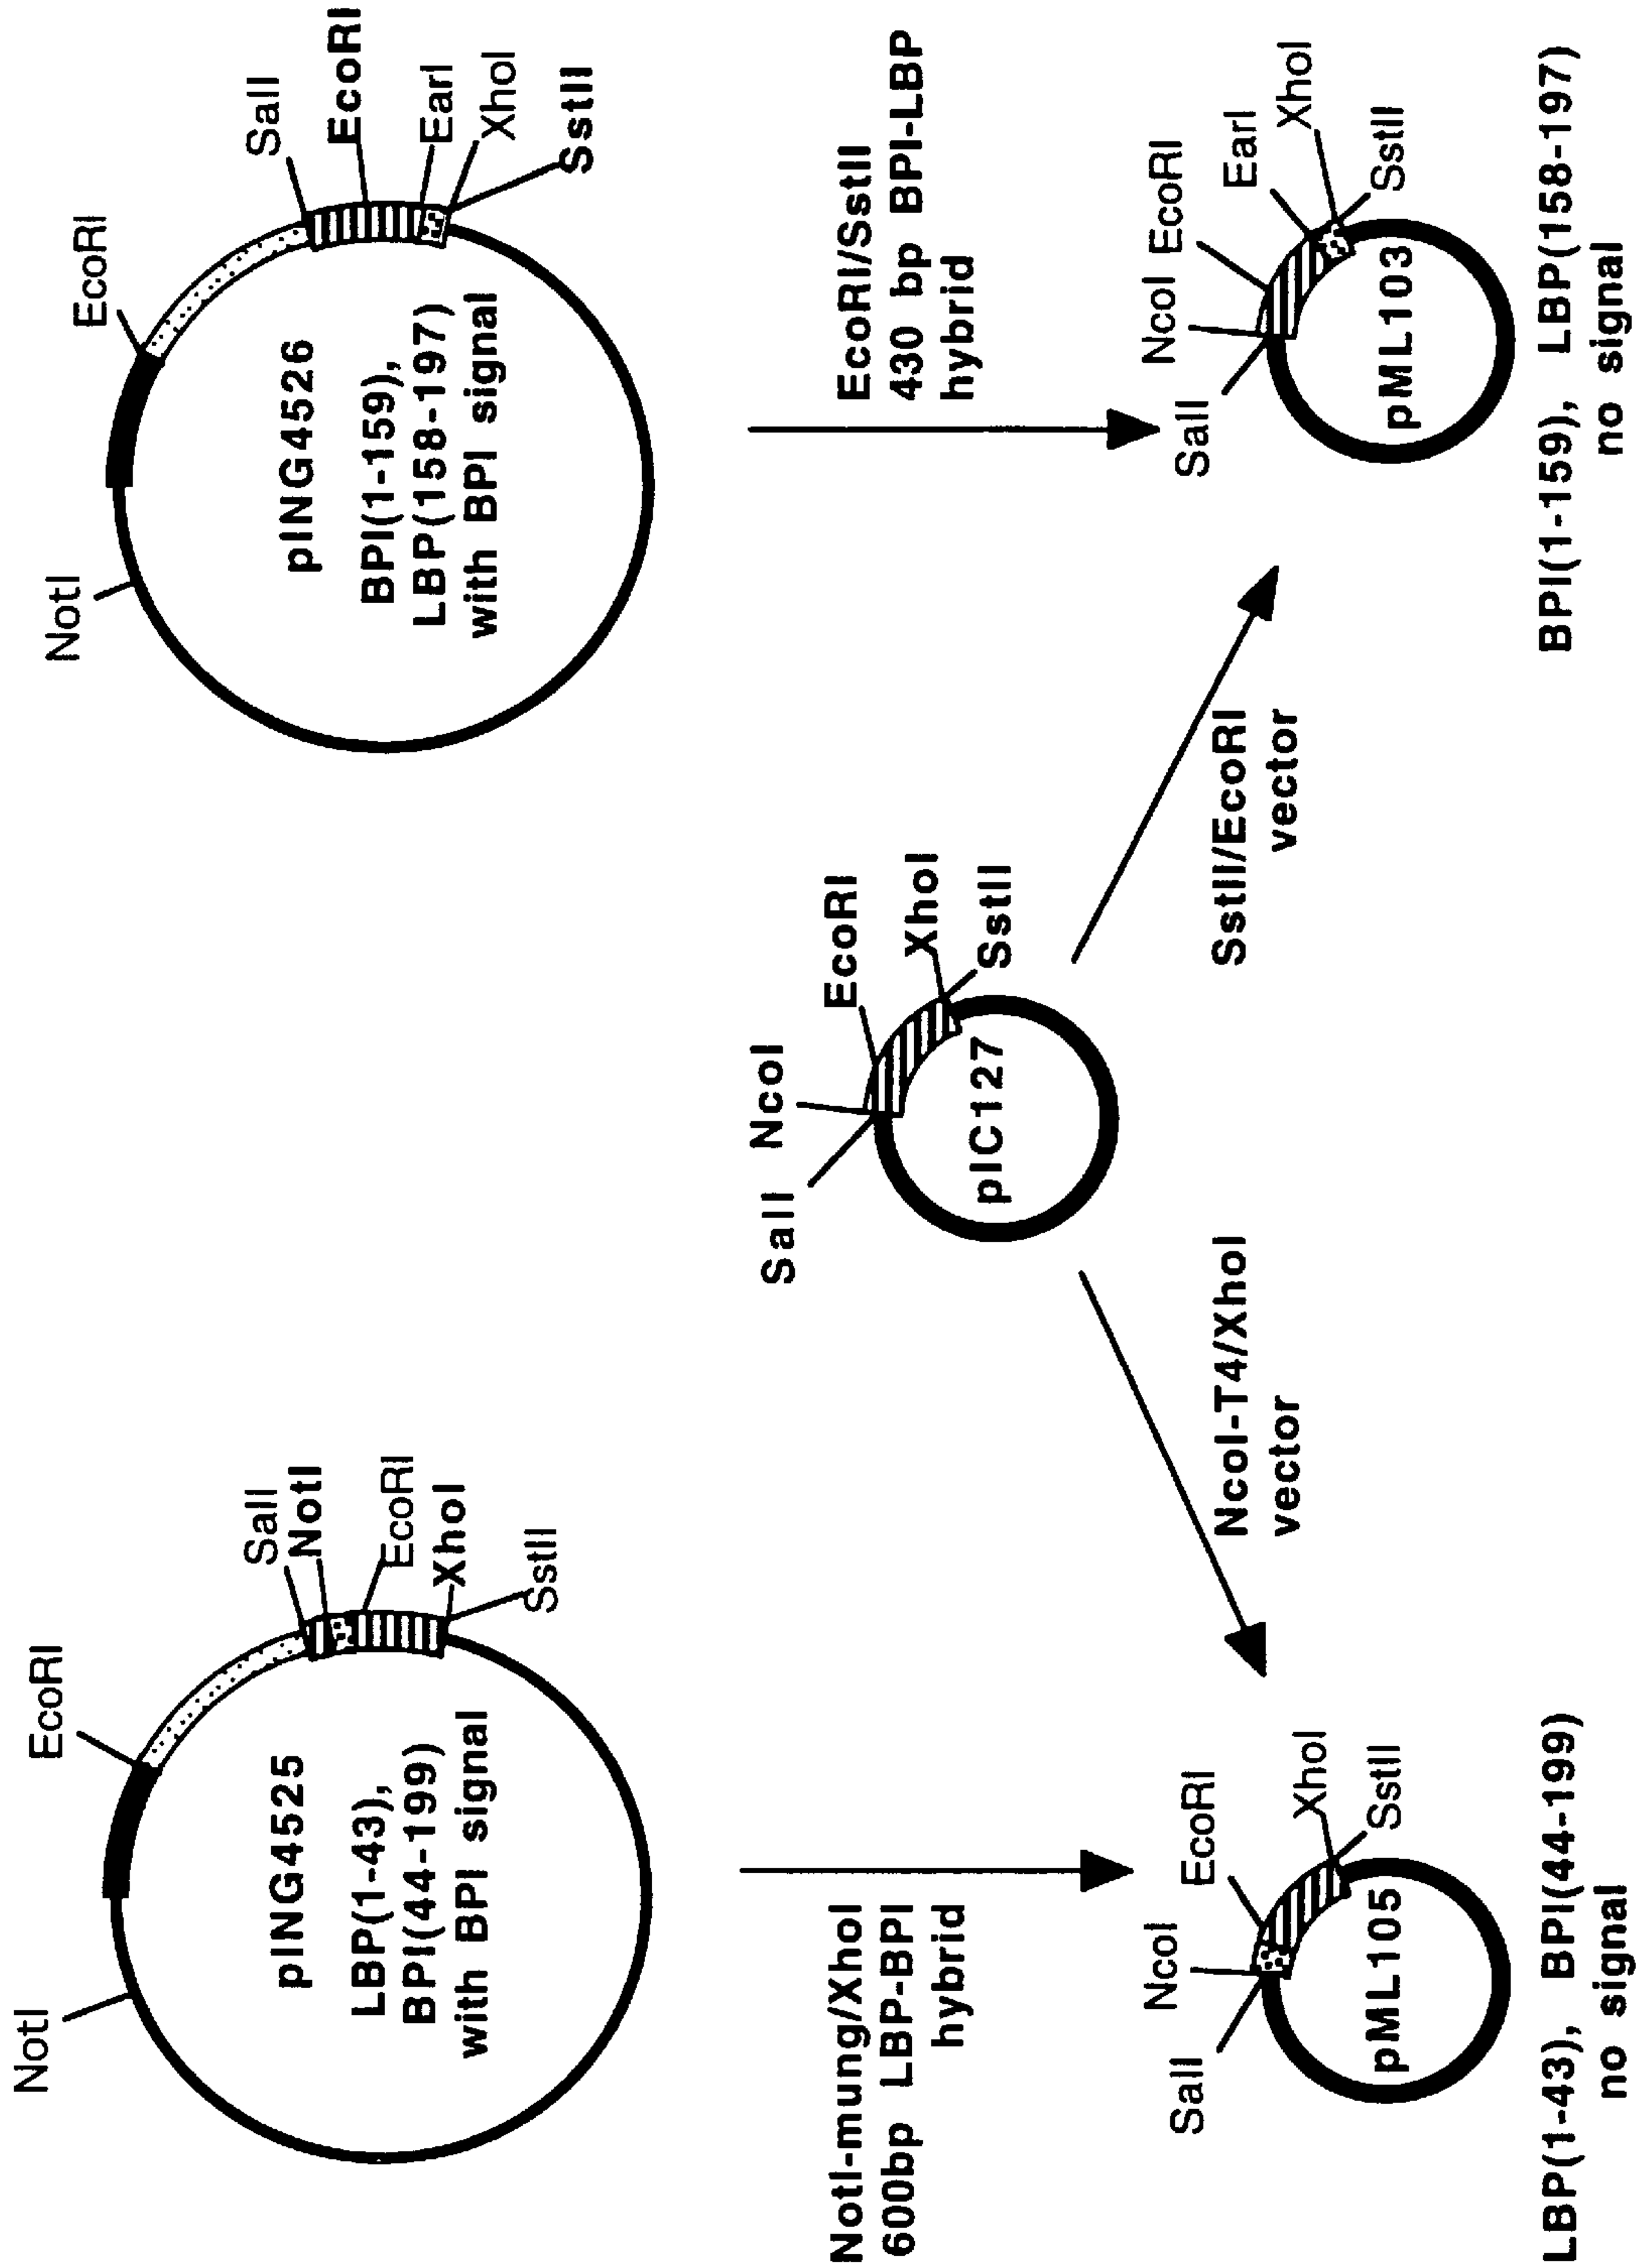 NotI
EcoRI
SalI
NotI
EcoRI
XhoI
SstII
pING4525
LBP(1-43),
BPI(44-199)
with BPI signal
NotI
EcoRI
SalI
EcoRI
EarI
XhoI
SstII
pING4526
BPI(1-159),
LBP(158-197)
with BPI signal
NotI-mung/XhoI
600bp LBP-BPI
hybrid
SalI
NcoI
EcoRI
XhoI
SstII
pIC127
EcoRI/SstII
430 bp BPI-LBP
hybrid
NcoI-T4/XhoI
vector
SstII/EcoRI
vector
SalI
NcoI
EcoRI
XhoI
SstII
pML105
LBP(1-43), BPI(44-199)
no signal
SalI
NcoI
EcoRI
EarI
XhoI
SstII
pML103
BPI(1-159), LBP(158-197)
no signal